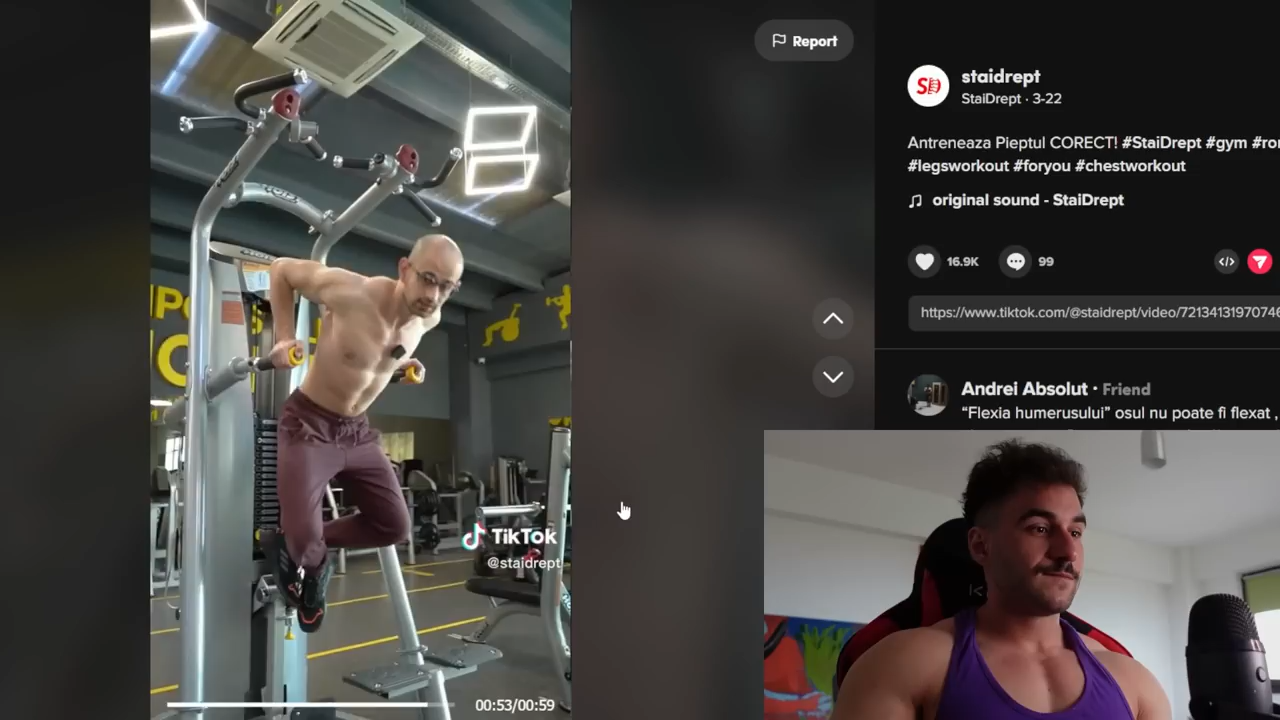 Report
staidrept
StaiDrept · 3-22
Antreneaza Pieptul CORECT! #StaiDrept #gym
#legsworkout #foryou #chestworkout
original sound - StaiDrept
16.9K
99
https://www.tiktok.com/@staidrept/video/7213413197074
Andrei Absolut · Friend
“Flexia humerusului” osul nu poate fi flexat ,
TikTok
@staidrept
00:53/00:59